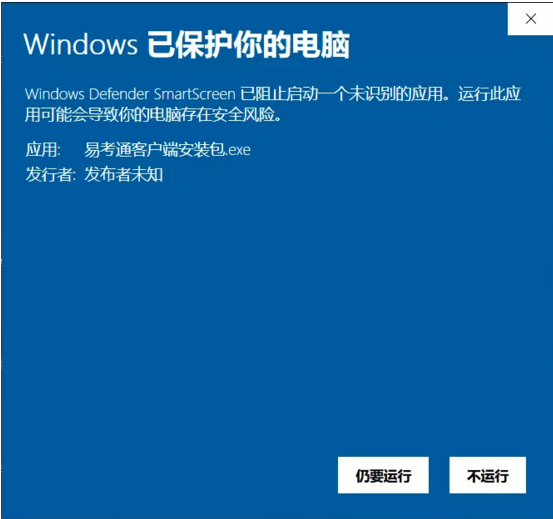 Windows 已保护你的电脑
Windows Defender SmartScreen 已阻止启动一个未识别的应用。运行此应
用可能会导致你的电脑存在安全风险。
应用: 易考通客户端安装包.exe
发行者: 发布者未知
仍要运行 不运行